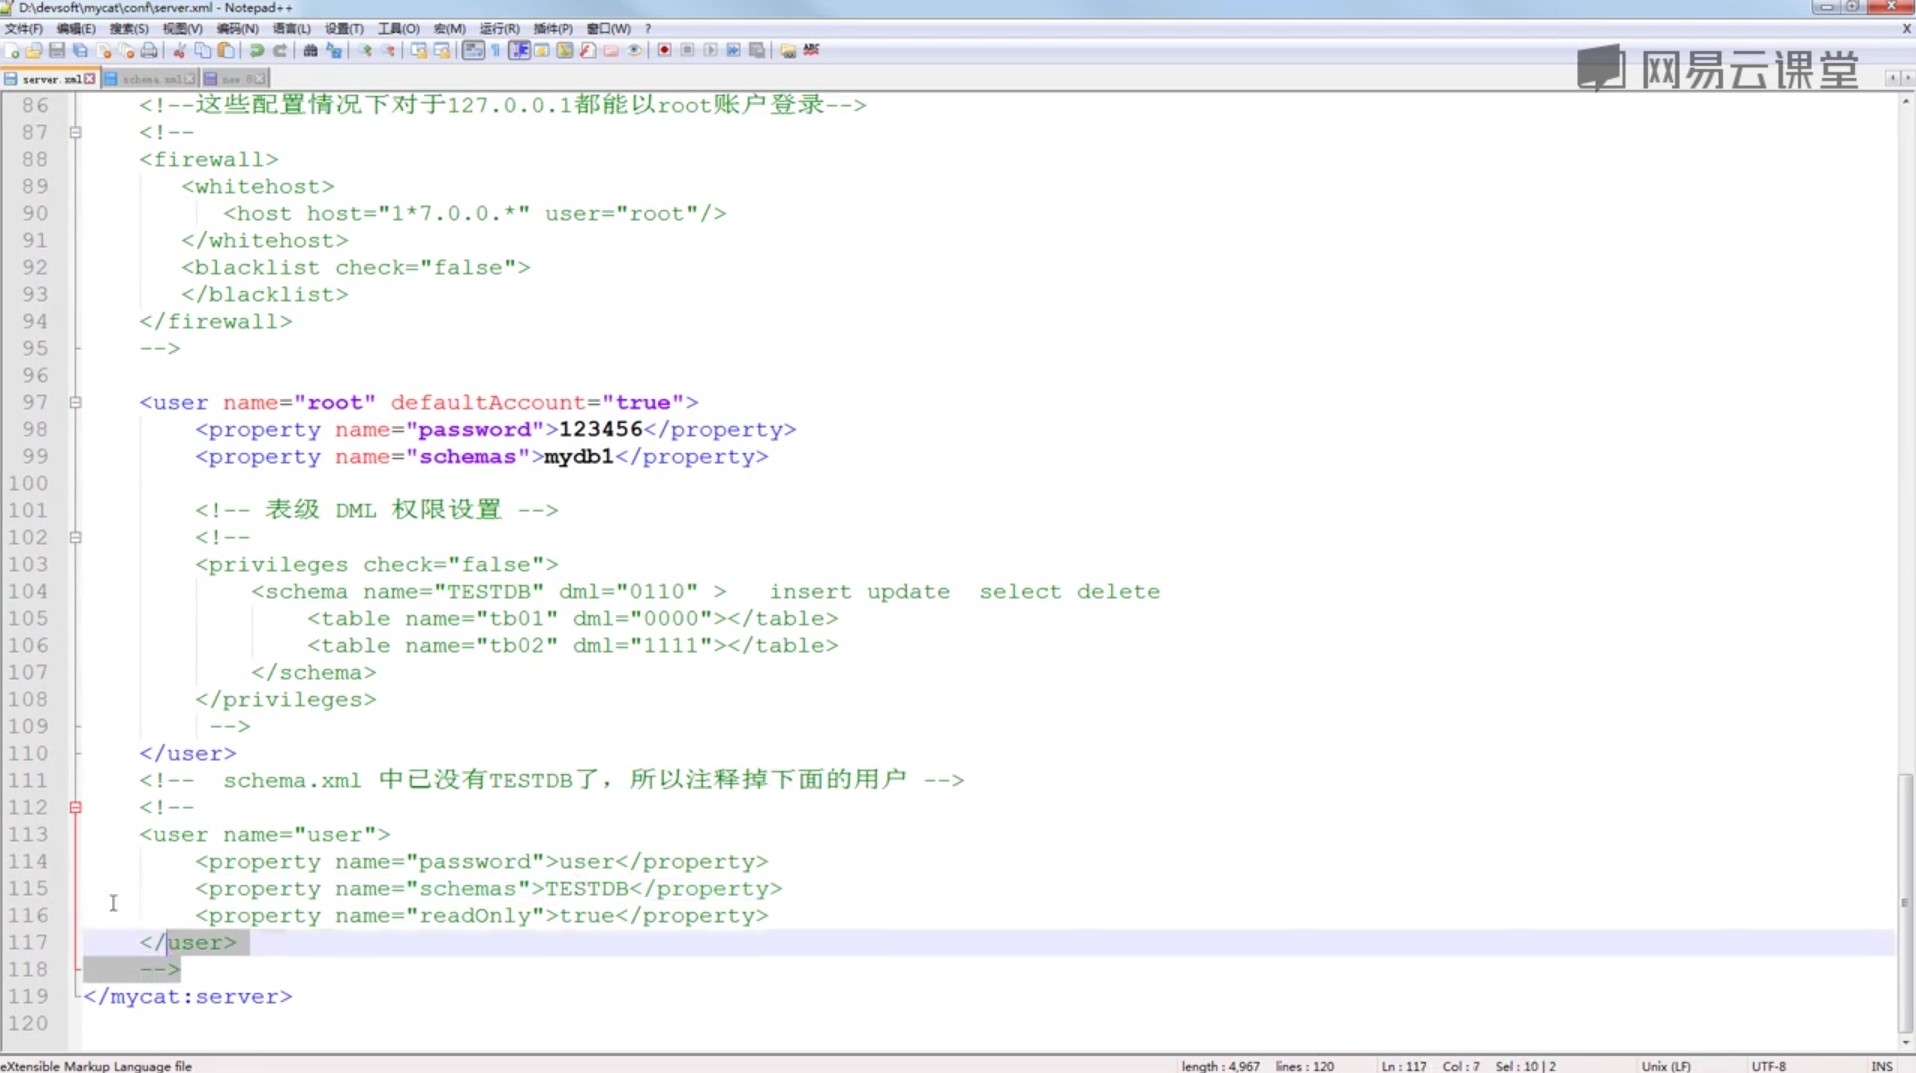 D:\devsoft\mycat\conf\server.xml - Notepad++
文件(F) 编辑(E) 搜索(S) 视图(V) 编码(N) 语言(L) 设置(T) 工具(O) 宏(M) 运行(R) 插件(P) 窗口(W) ? X
网易云课堂
server.xml schema.xml new 8
86 <!--这些配置情况下对于127.0.0.1都能以root账户登录-->
87 <!--
88 <firewall>
89 <whitehost>
90 <host host="1*7.0.0.*" user="root"/>
91 </whitehost>
92 <blacklist check="false">
93 </blacklist>
94 </firewall>
95 -->
96
97 <user name="root" defaultAccount="true">
98 <property name="password">123456</property>
99 <property name="schemas">mydb1</property>
100
101 <!-- 表级 DML 权限设置 -->
102 <!--
103 <privileges check="false">
104 <schema name="TESTDB" dml="0110" > insert update select delete
105 <table name="tb01" dml="0000"></table>
106 <table name="tb02" dml="1111"></table>
107 </schema>
108 </privileges>
109 -->
110 </user>
111 <!-- schema.xml 中已没有TESTDB了，所以注释掉下面的用户 -->
112 <!--
113 <user name="user">
114 <property name="password">user</property>
115 <property name="schemas">TESTDB</property>
116 <property name="readOnly">true</property>
117 </user>
118 -->
119 </mycat:server>
120
eXtensible Markup Language file length : 4,967 lines : 120 Ln : 117 Col : 7 Sel : 10 | 2 Unix (LF) UTF-8 INS